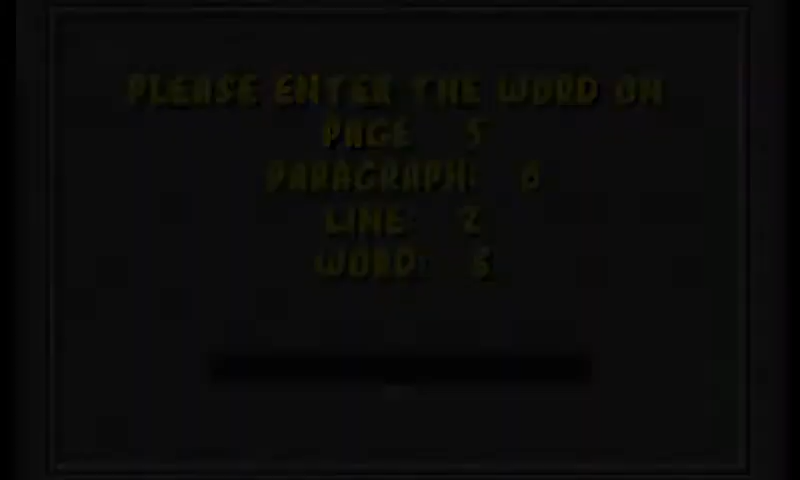 PLEASE ENTER THE WORD ON
PAGE 5
PARAGRAPH:
LINE 2
WORD: